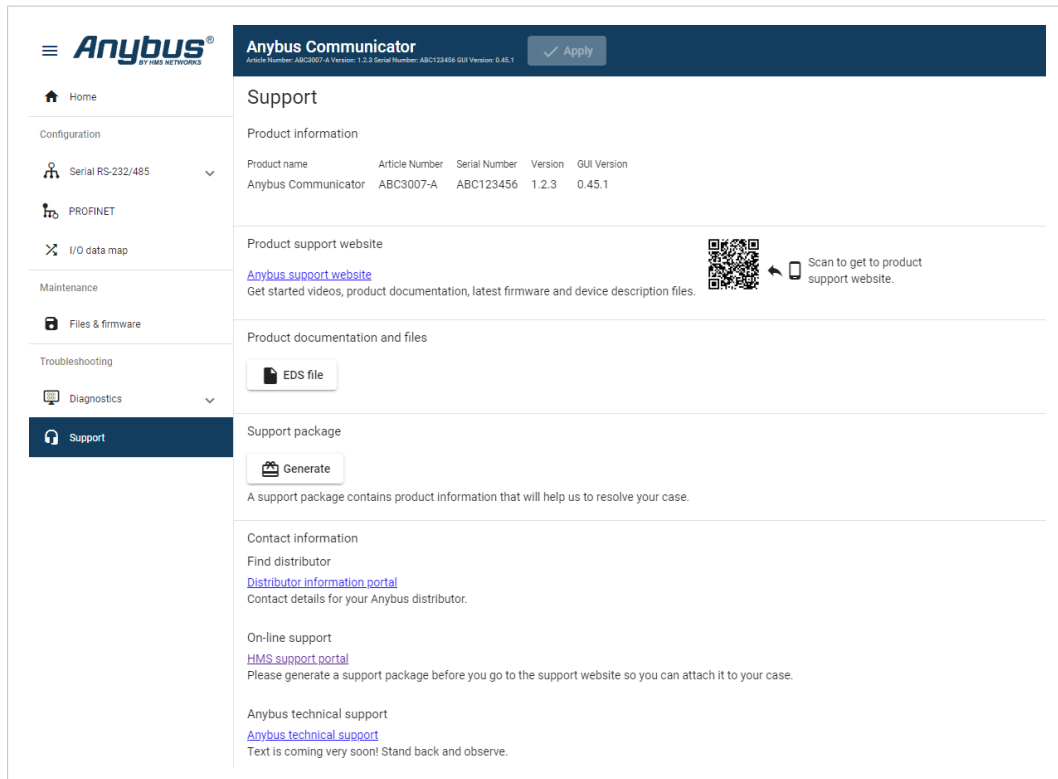 Anybus®
BY HMS NETWORKS
Anybus Communicator
Article Number: ABC3007-A Version: 1.2.3 Serial Number: ABC123456 GUI Version: 0.45.1
Apply
Home
Configuration
Serial RS-232/485
PROFINET
I/O data map
Maintenance
Files & firmware
Troubleshooting
Diagnostics
Support
Support
Product information
Product name Article Number Serial Number Version GUI Version
Anybus Communicator ABC3007-A ABC123456 1.2.3 0.45.1
Product support website
Anybus support website
Get started videos, product documentation, latest firmware and device description files.
Scan to get to product
support website.
Product documentation and files
EDS file
Support package
Generate
A support package contains product information that will help us to resolve your case.
Contact information
Find distributor
Distributor information portal
Contact details for your Anybus distributor.
On-line support
HMS support portal
Please generate a support package before you go to the support website so you can attach it to your case.
Anybus technical support
Anybus technical support
Text is coming very soon! Stand back and observe.